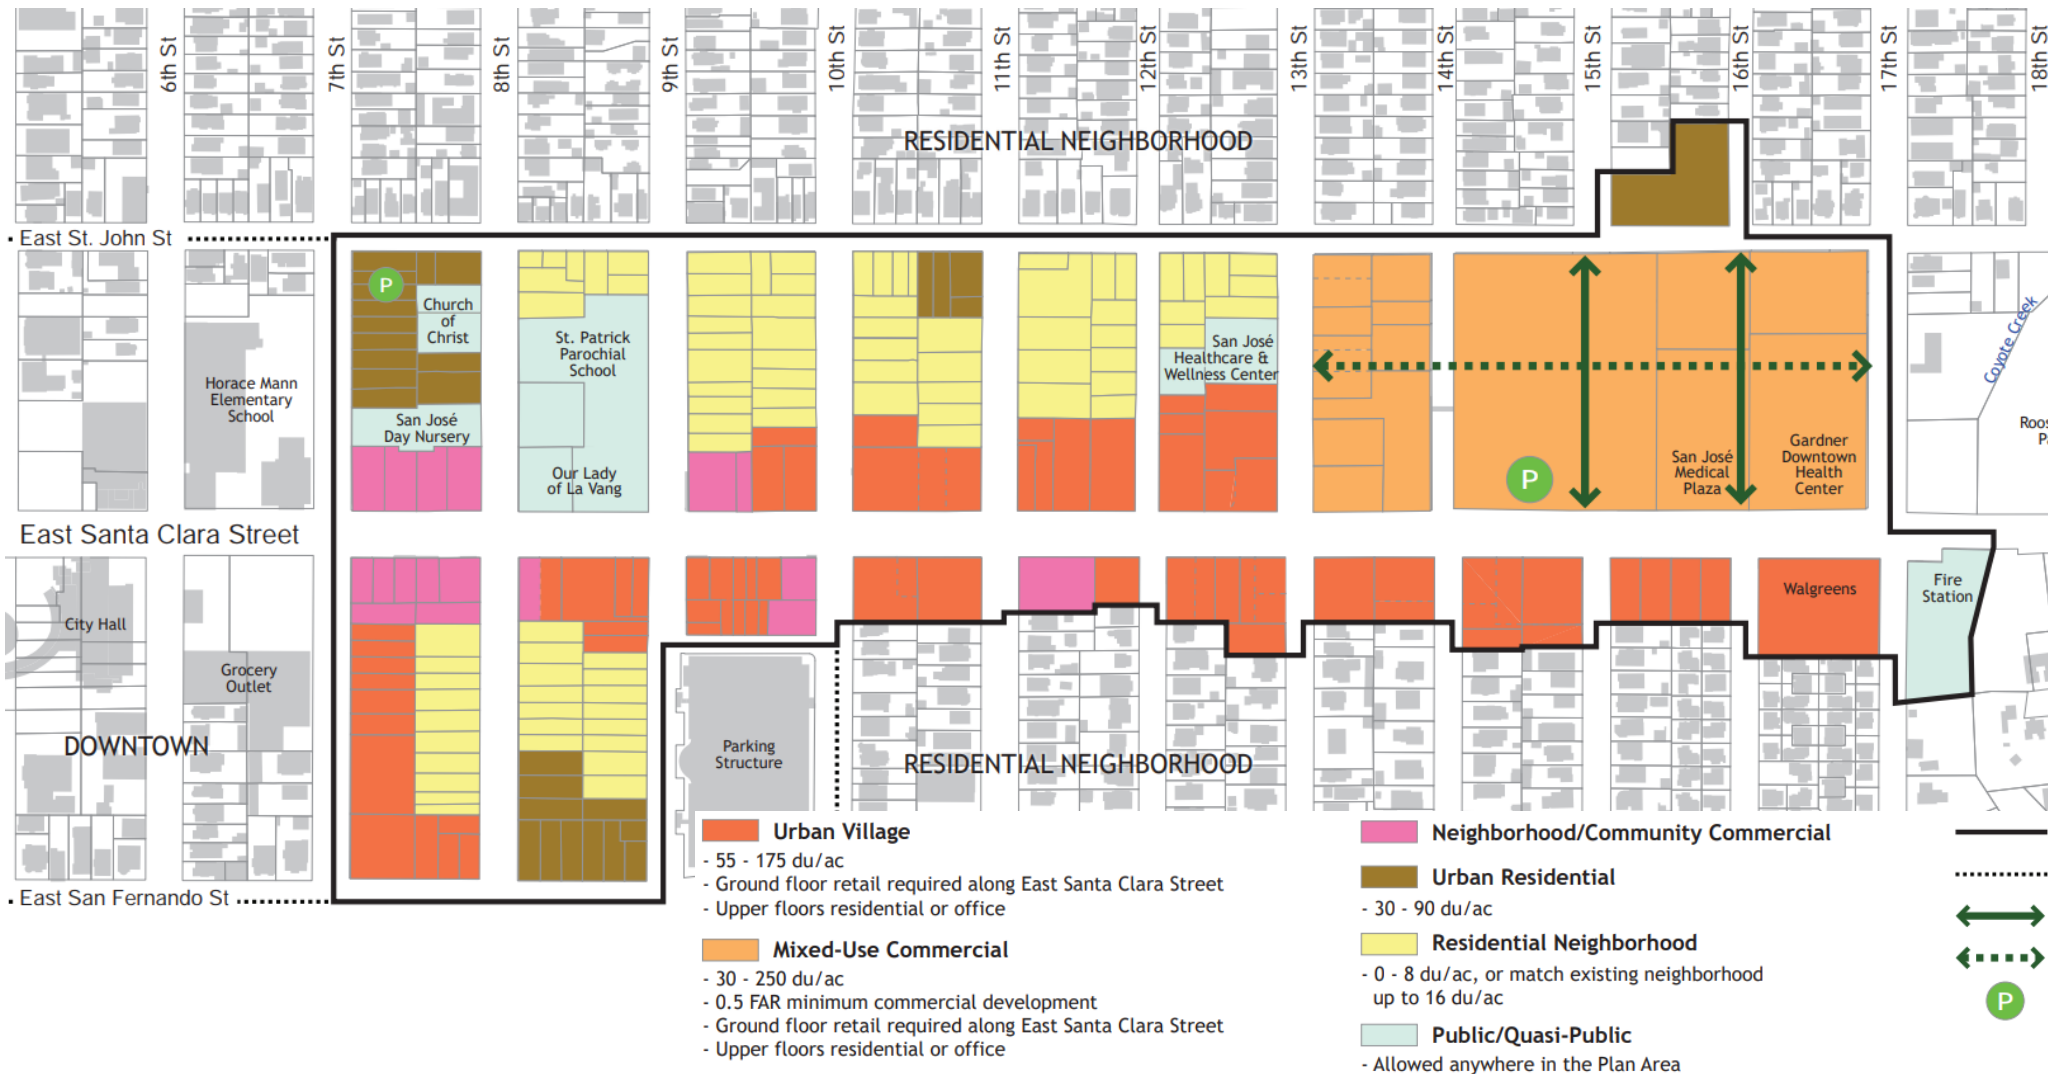 6th St
7th St
8th St
9th St
10th St
11th St
12th St
13th St
14th St
15th St
16th St
17th St
18th St
RESIDENTIAL NEIGHBORHOOD
East St. John St
P
Church
of
Christ
St. Patrick
Parochial
School
San José
Healthcare &
Wellness Center
Horace Mann
Elementary
School
San José
Day Nursery
Our Lady
of La Vang
P
San José
Medical
Plaza
Gardner
Downtown
Health
Center
Coyote Creek
Roos
Pa
East Santa Clara Street
City Hall
Grocery
Outlet
DOWNTOWN
Parking
Structure
RESIDENTIAL NEIGHBORHOOD
Walgreens
Fire
Station
East San Fernando St
Urban Village
- 55 - 175 du/ac
- Ground floor retail required along East Santa Clara Street
- Upper floors residential or office
Mixed-Use Commercial
- 30 - 250 du/ac
- 0.5 FAR minimum commercial development
- Ground floor retail required along East Santa Clara Street
- Upper floors residential or office
Neighborhood/Community Commercial
Urban Residential
- 30 - 90 du/ac
Residential Neighborhood
- 0 - 8 du/ac, or match existing neighborhood
up to 16 du/ac
Public/Quasi-Public
- Allowed anywhere in the Plan Area
P